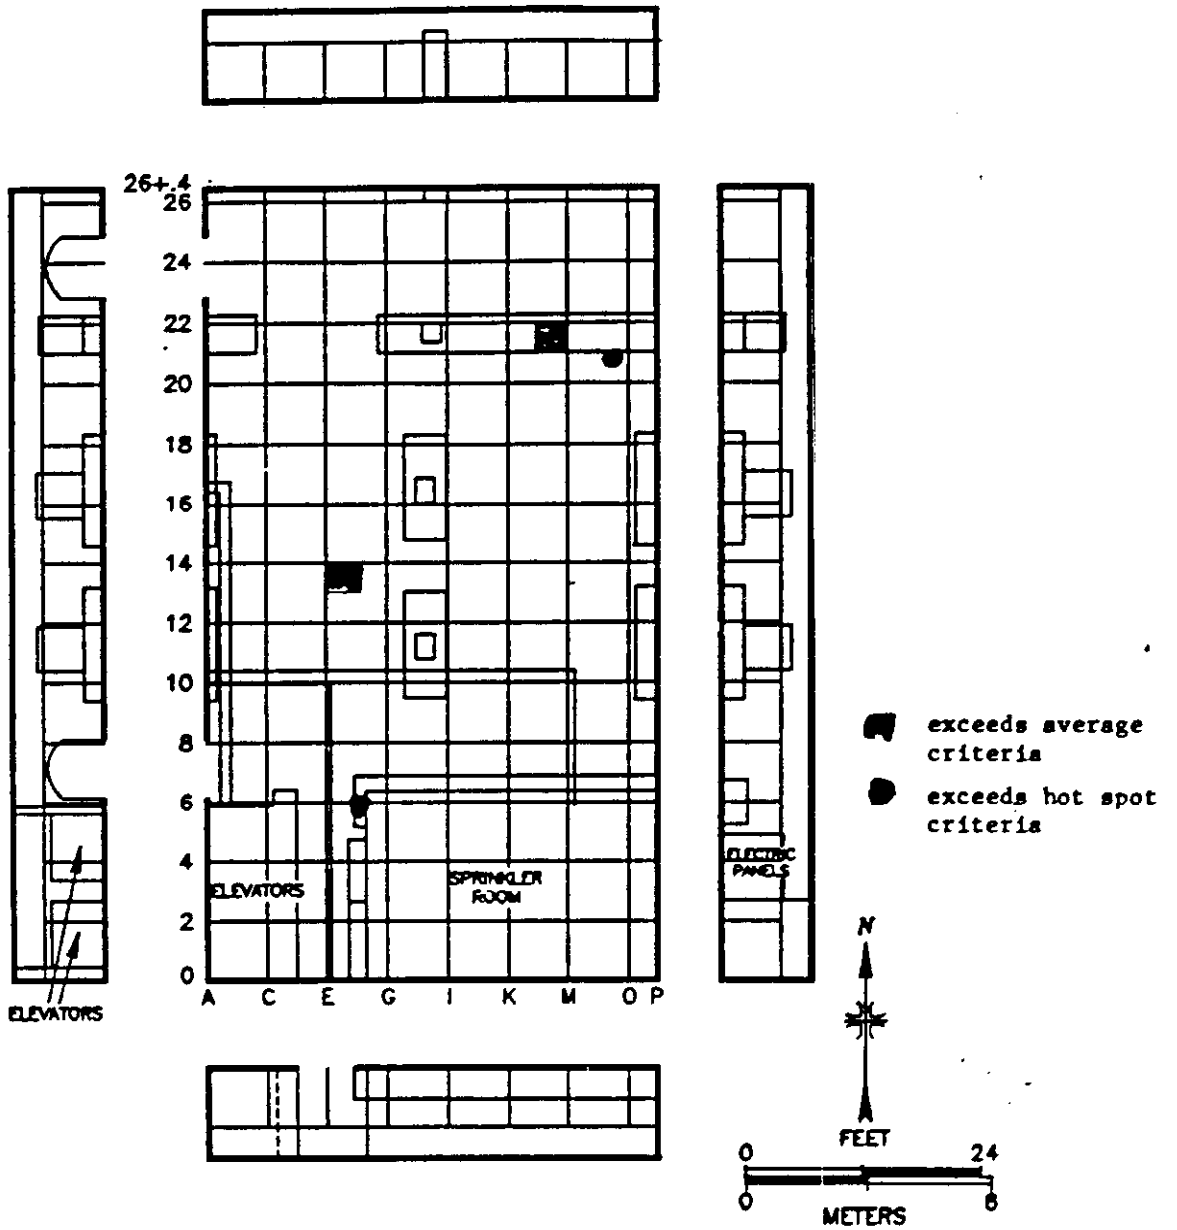 26+.4
26
24
22
20
18
16
14
12
10
8
6
4
2
0
A C E G I K M O P
ELEVATORS
SPRINKLER
ROOM
ELECTRIC
PANELS
ELEVATORS
exceeds average
criteria
exceeds hot spot
criteria
N
FEET
0 24
0 8
METERS